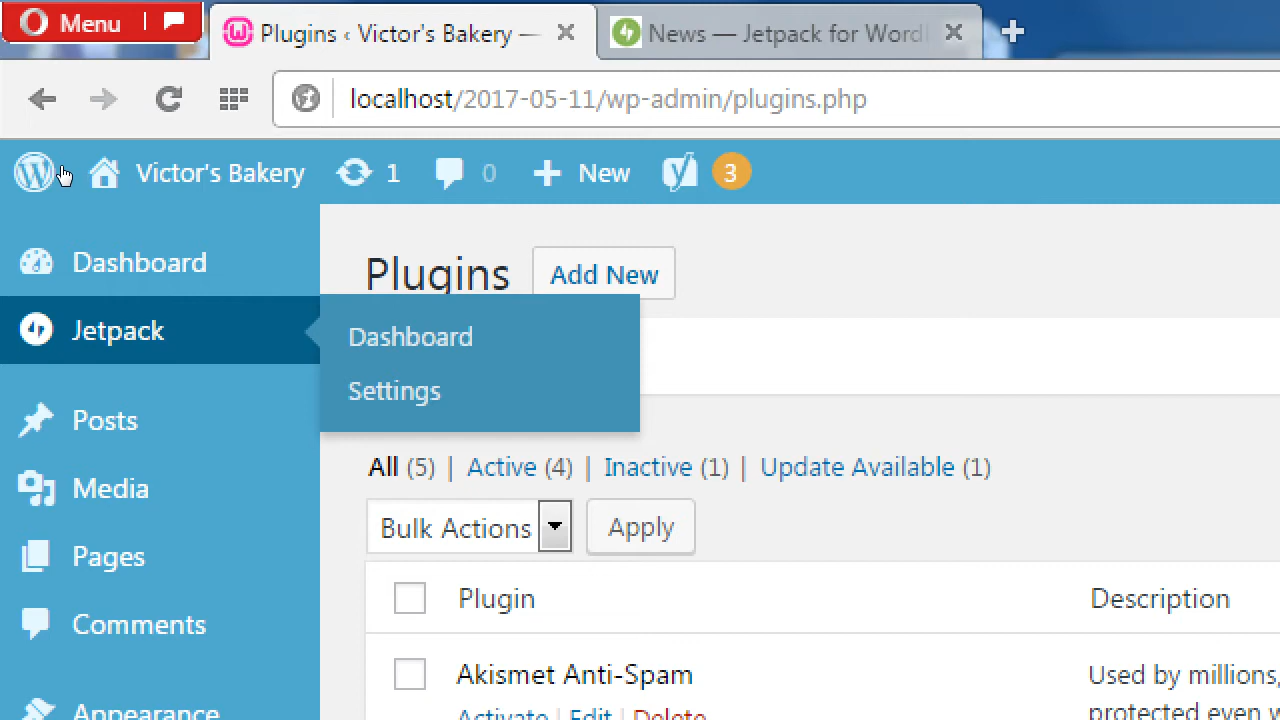 Menu
Plugins ‹ Victor's Bakery —
News — Jetpack for Word
localhost/2017-05-11/wp-admin/plugins.php
Victor's Bakery 1 0 New 3
Dashboard
Jetpack
Posts
Media
Pages
Comments
Appearance
Plugins Add New
Dashboard
Settings
All (5) | Active (4) | Inactive (1) | Update Available (1)
Bulk Actions Apply
Plugin Description
Akismet Anti-Spam Used by millions,
Activate | Edit | Delete protected even w